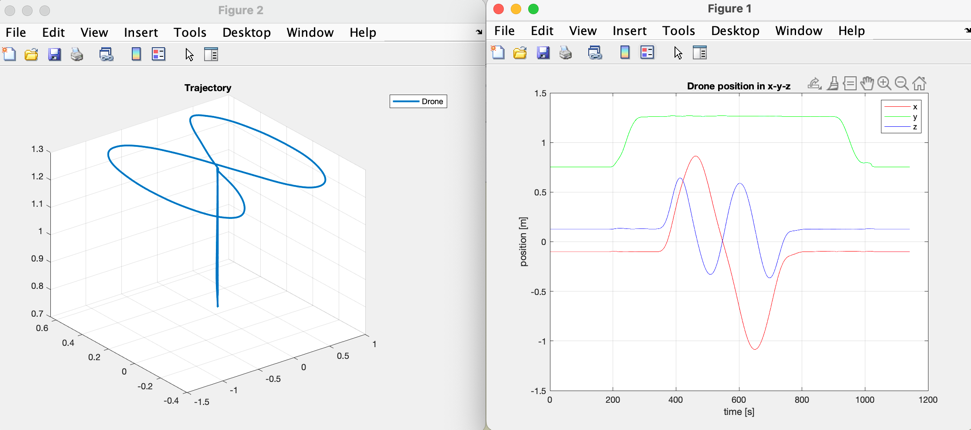 Figure 2
File Edit View Insert Tools Desktop Window Help
Trajectory
Drone
1.3
1.2
1.1
1
0.9
0.8
0.7
0.6
0.4
0.2
0
-0.2
-0.4
-1.5
-1
-0.5
0
0.5
1
Figure 1
File Edit View Insert Tools Desktop Window Help
Drone position in x-y-z
x
y
z
1.5
1
0.5
0
-0.5
-1
-1.5
position [m]
0 200 400 600 800 1000 1200
time [s]